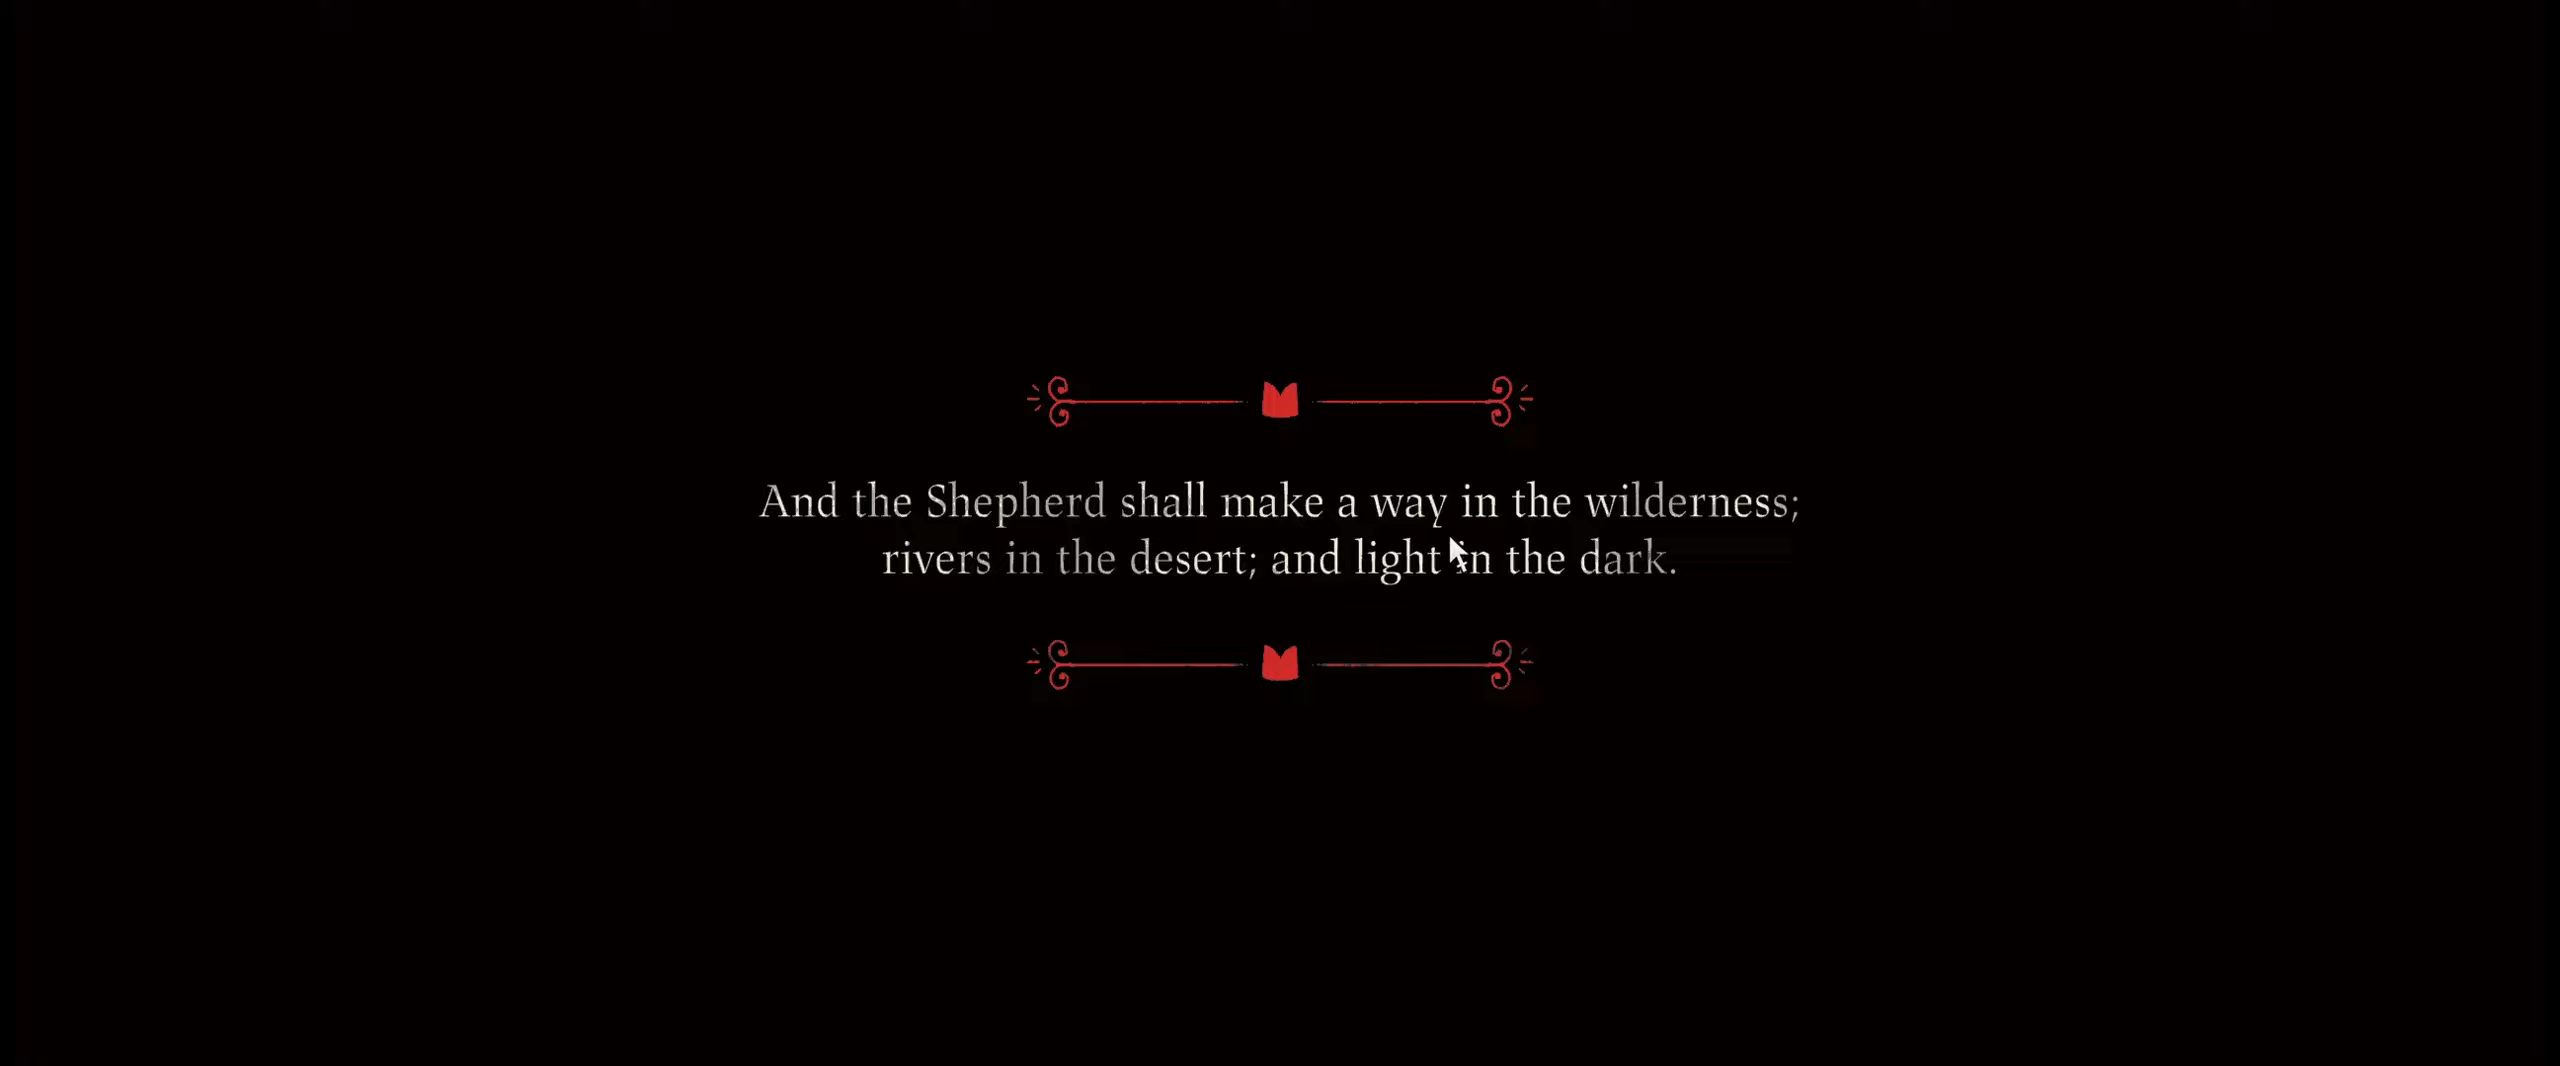 And the Shepherd shall make a way in the wilderness;
rivers in the desert; and light in the dark.